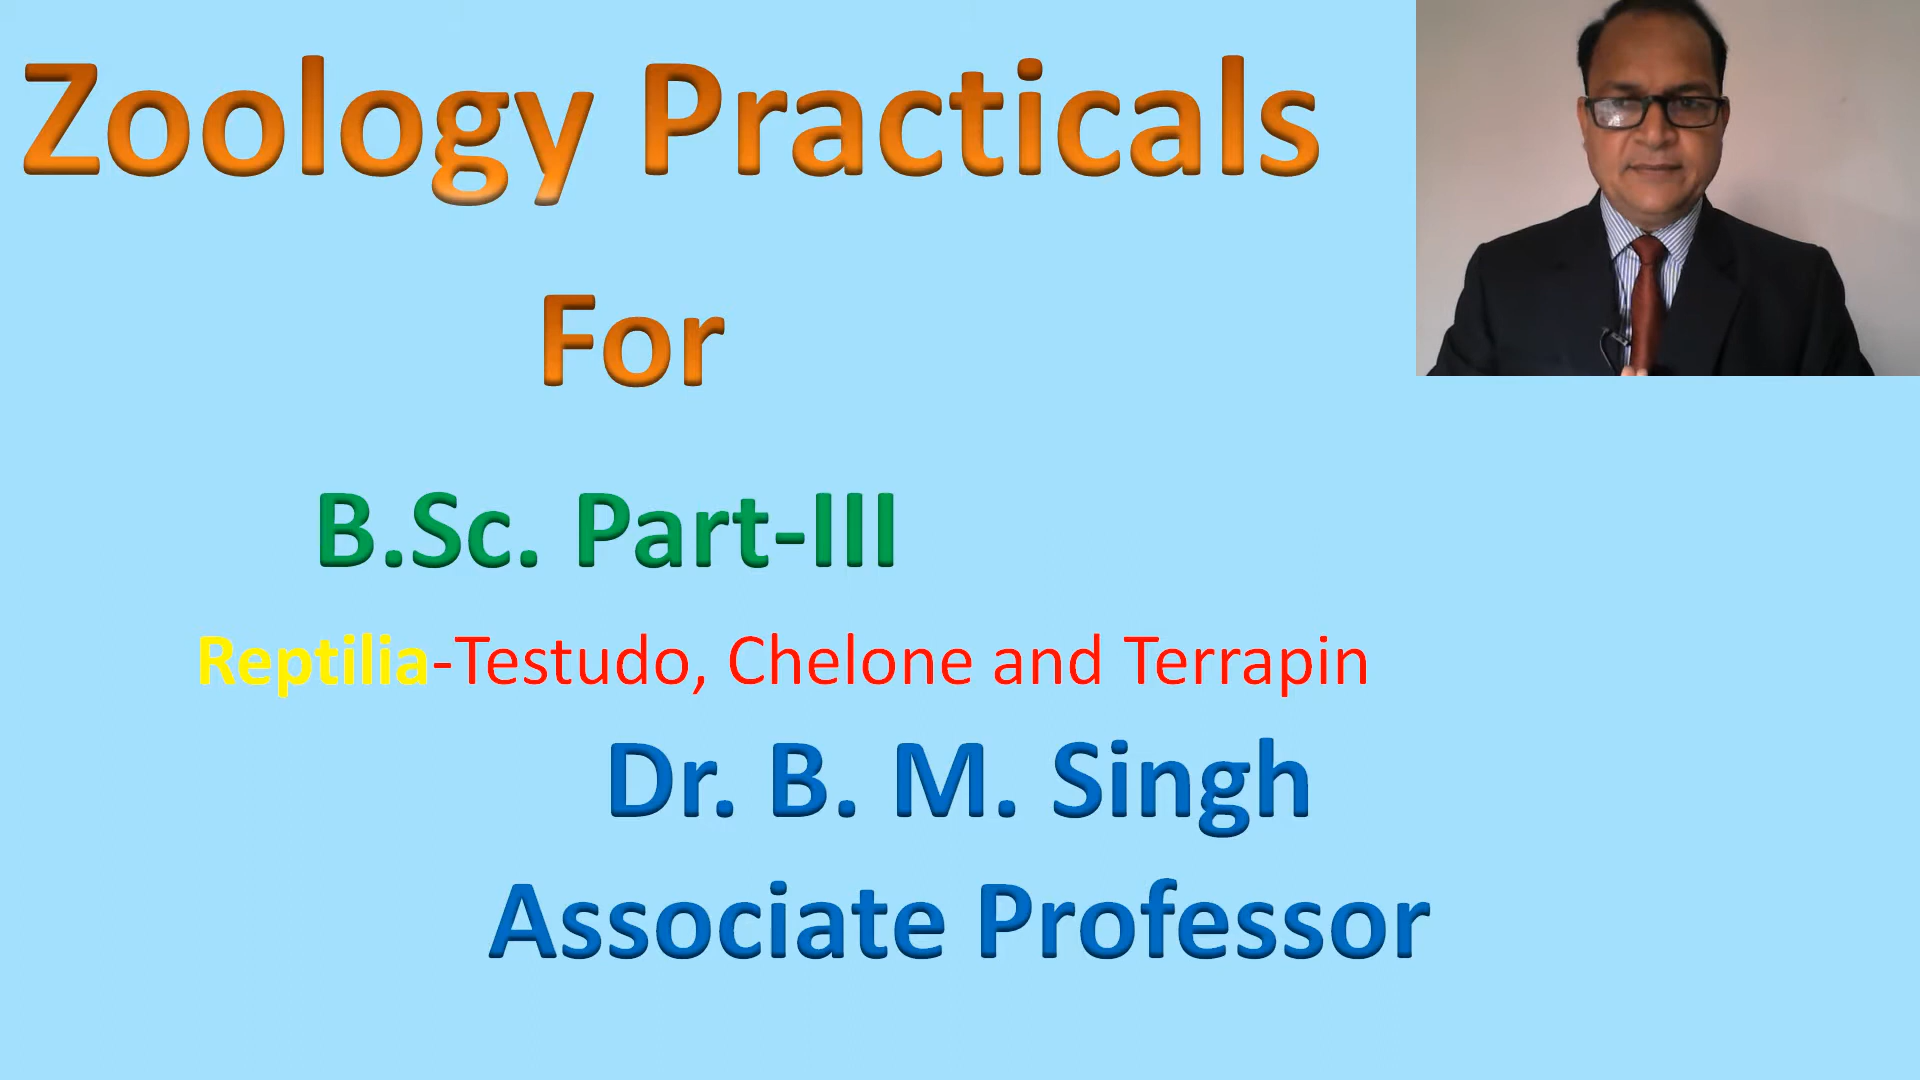 Zoology Practicals
For
B.Sc. Part-III
Reptilia-Testudo, Chelone and Terrapin
Dr. B. M. Singh
Associate Professor